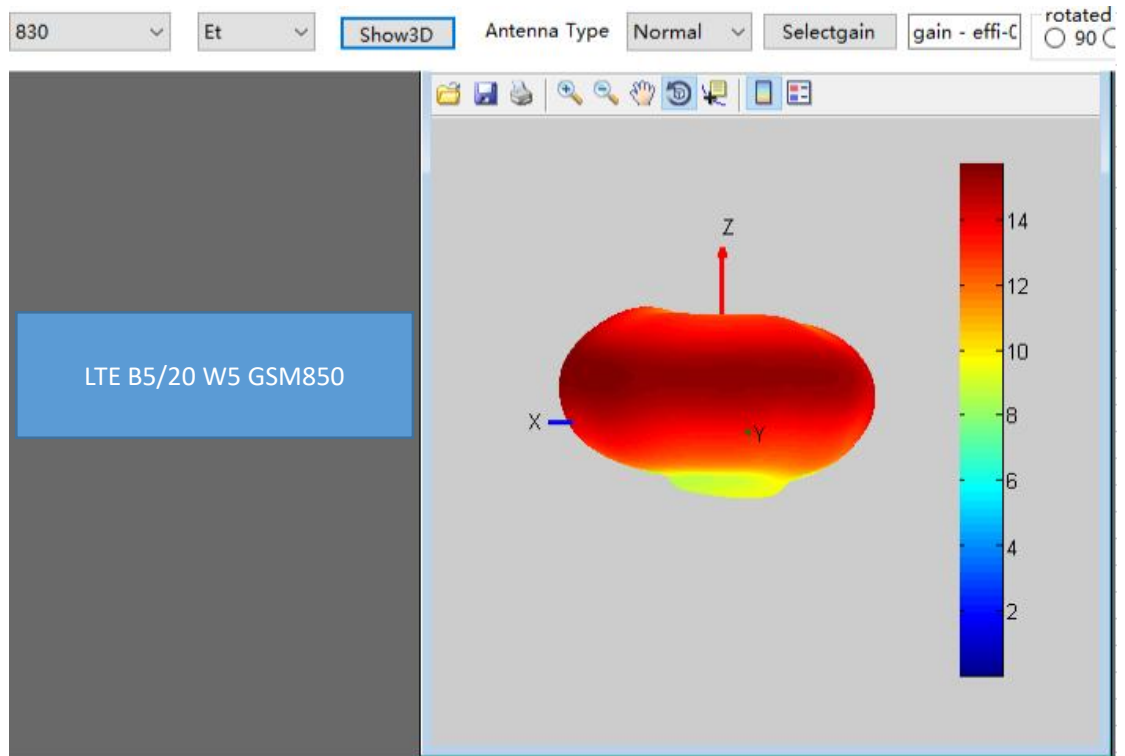 830 Et Show3D Antenna Type Normal Selectgain gain - effi- rotated
90
Z
14
12
10
LTE B5/20 W5 GSM850
X
Y
8
6
4
2